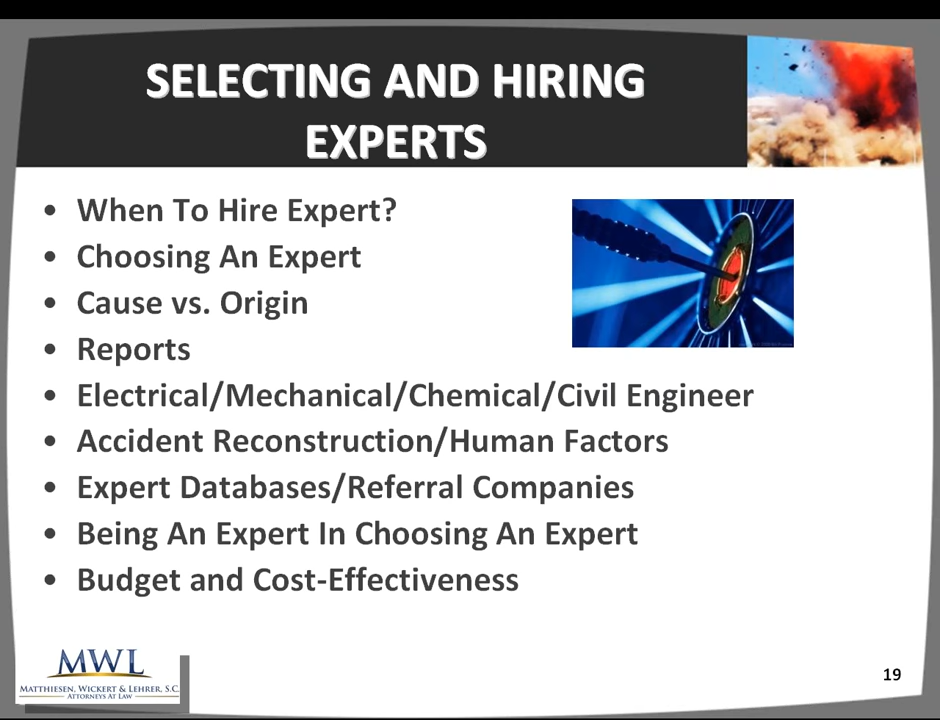 SELECTING AND HIRING
EXPERTS
• When To Hire Expert?
• Choosing An Expert
• Cause vs. Origin
• Reports
• Electrical/Mechanical/Chemical/Civil Engineer
• Accident Reconstruction/Human Factors
• Expert Databases/Referral Companies
• Being An Expert In Choosing An Expert
• Budget and Cost-Effectiveness
MWL
MATTHIESEN, WICKERT & LEHRER, S.C.
ATTORNEYS AT LAW
19